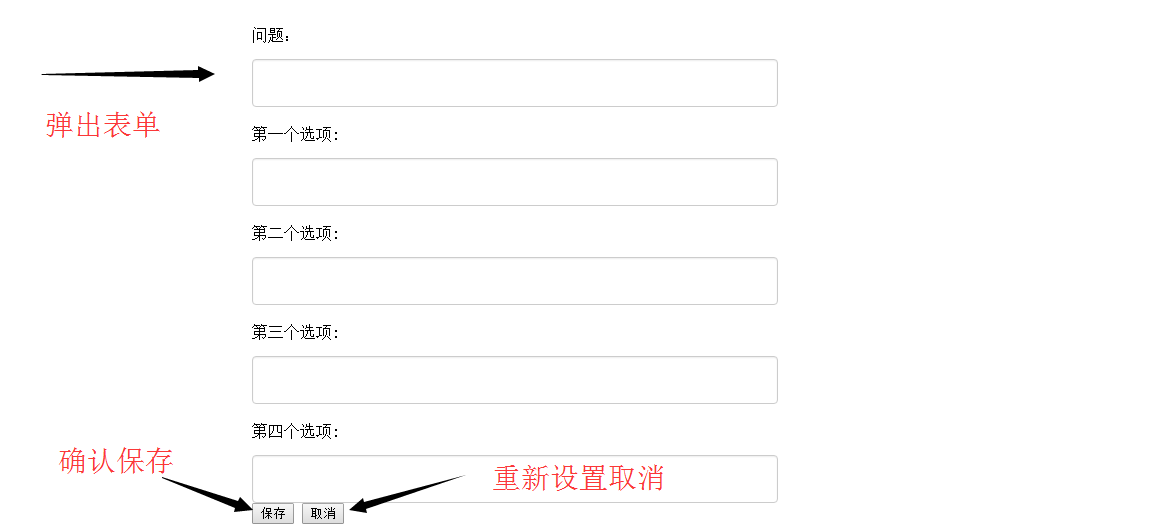 问题：
弹出表单
第一个选项：
第二个选项：
第三个选项：
第四个选项：
确认保存
重新设置取消
保存 取消